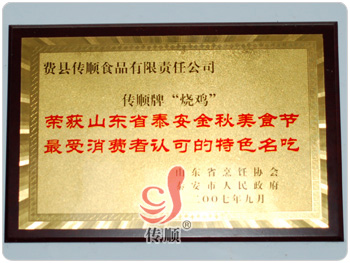 费县传顺食品有限责任公司
传顺牌“烧鸡”
荣获山东省泰安金秋美食节
最受消费者认可的特色名吃
山东省烹饪协会
泰安市人民政府
二00七年九月
传顺®